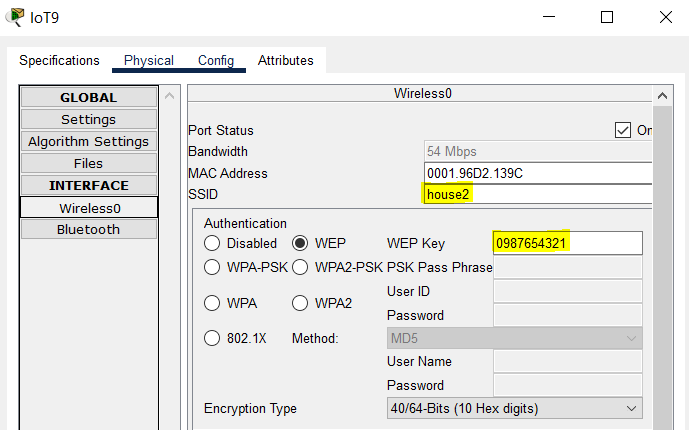 IoT9
Specifications Physical Config Attributes
GLOBAL
Settings
Algorithm Settings
Files
INTERFACE
Wireless0
Bluetooth
Wireless0
Port Status On
Bandwidth 54 Mbps
MAC Address 0001.96D2.139C
SSID house2
Authentication
Disabled WEP WEP Key 0987654321
WPA-PSK WPA2-PSK PSK Pass Phrase
User ID
WPA WPA2
Password
802.1X Method: MD5
User Name
Password
Encryption Type 40/64-Bits (10 Hex digits)